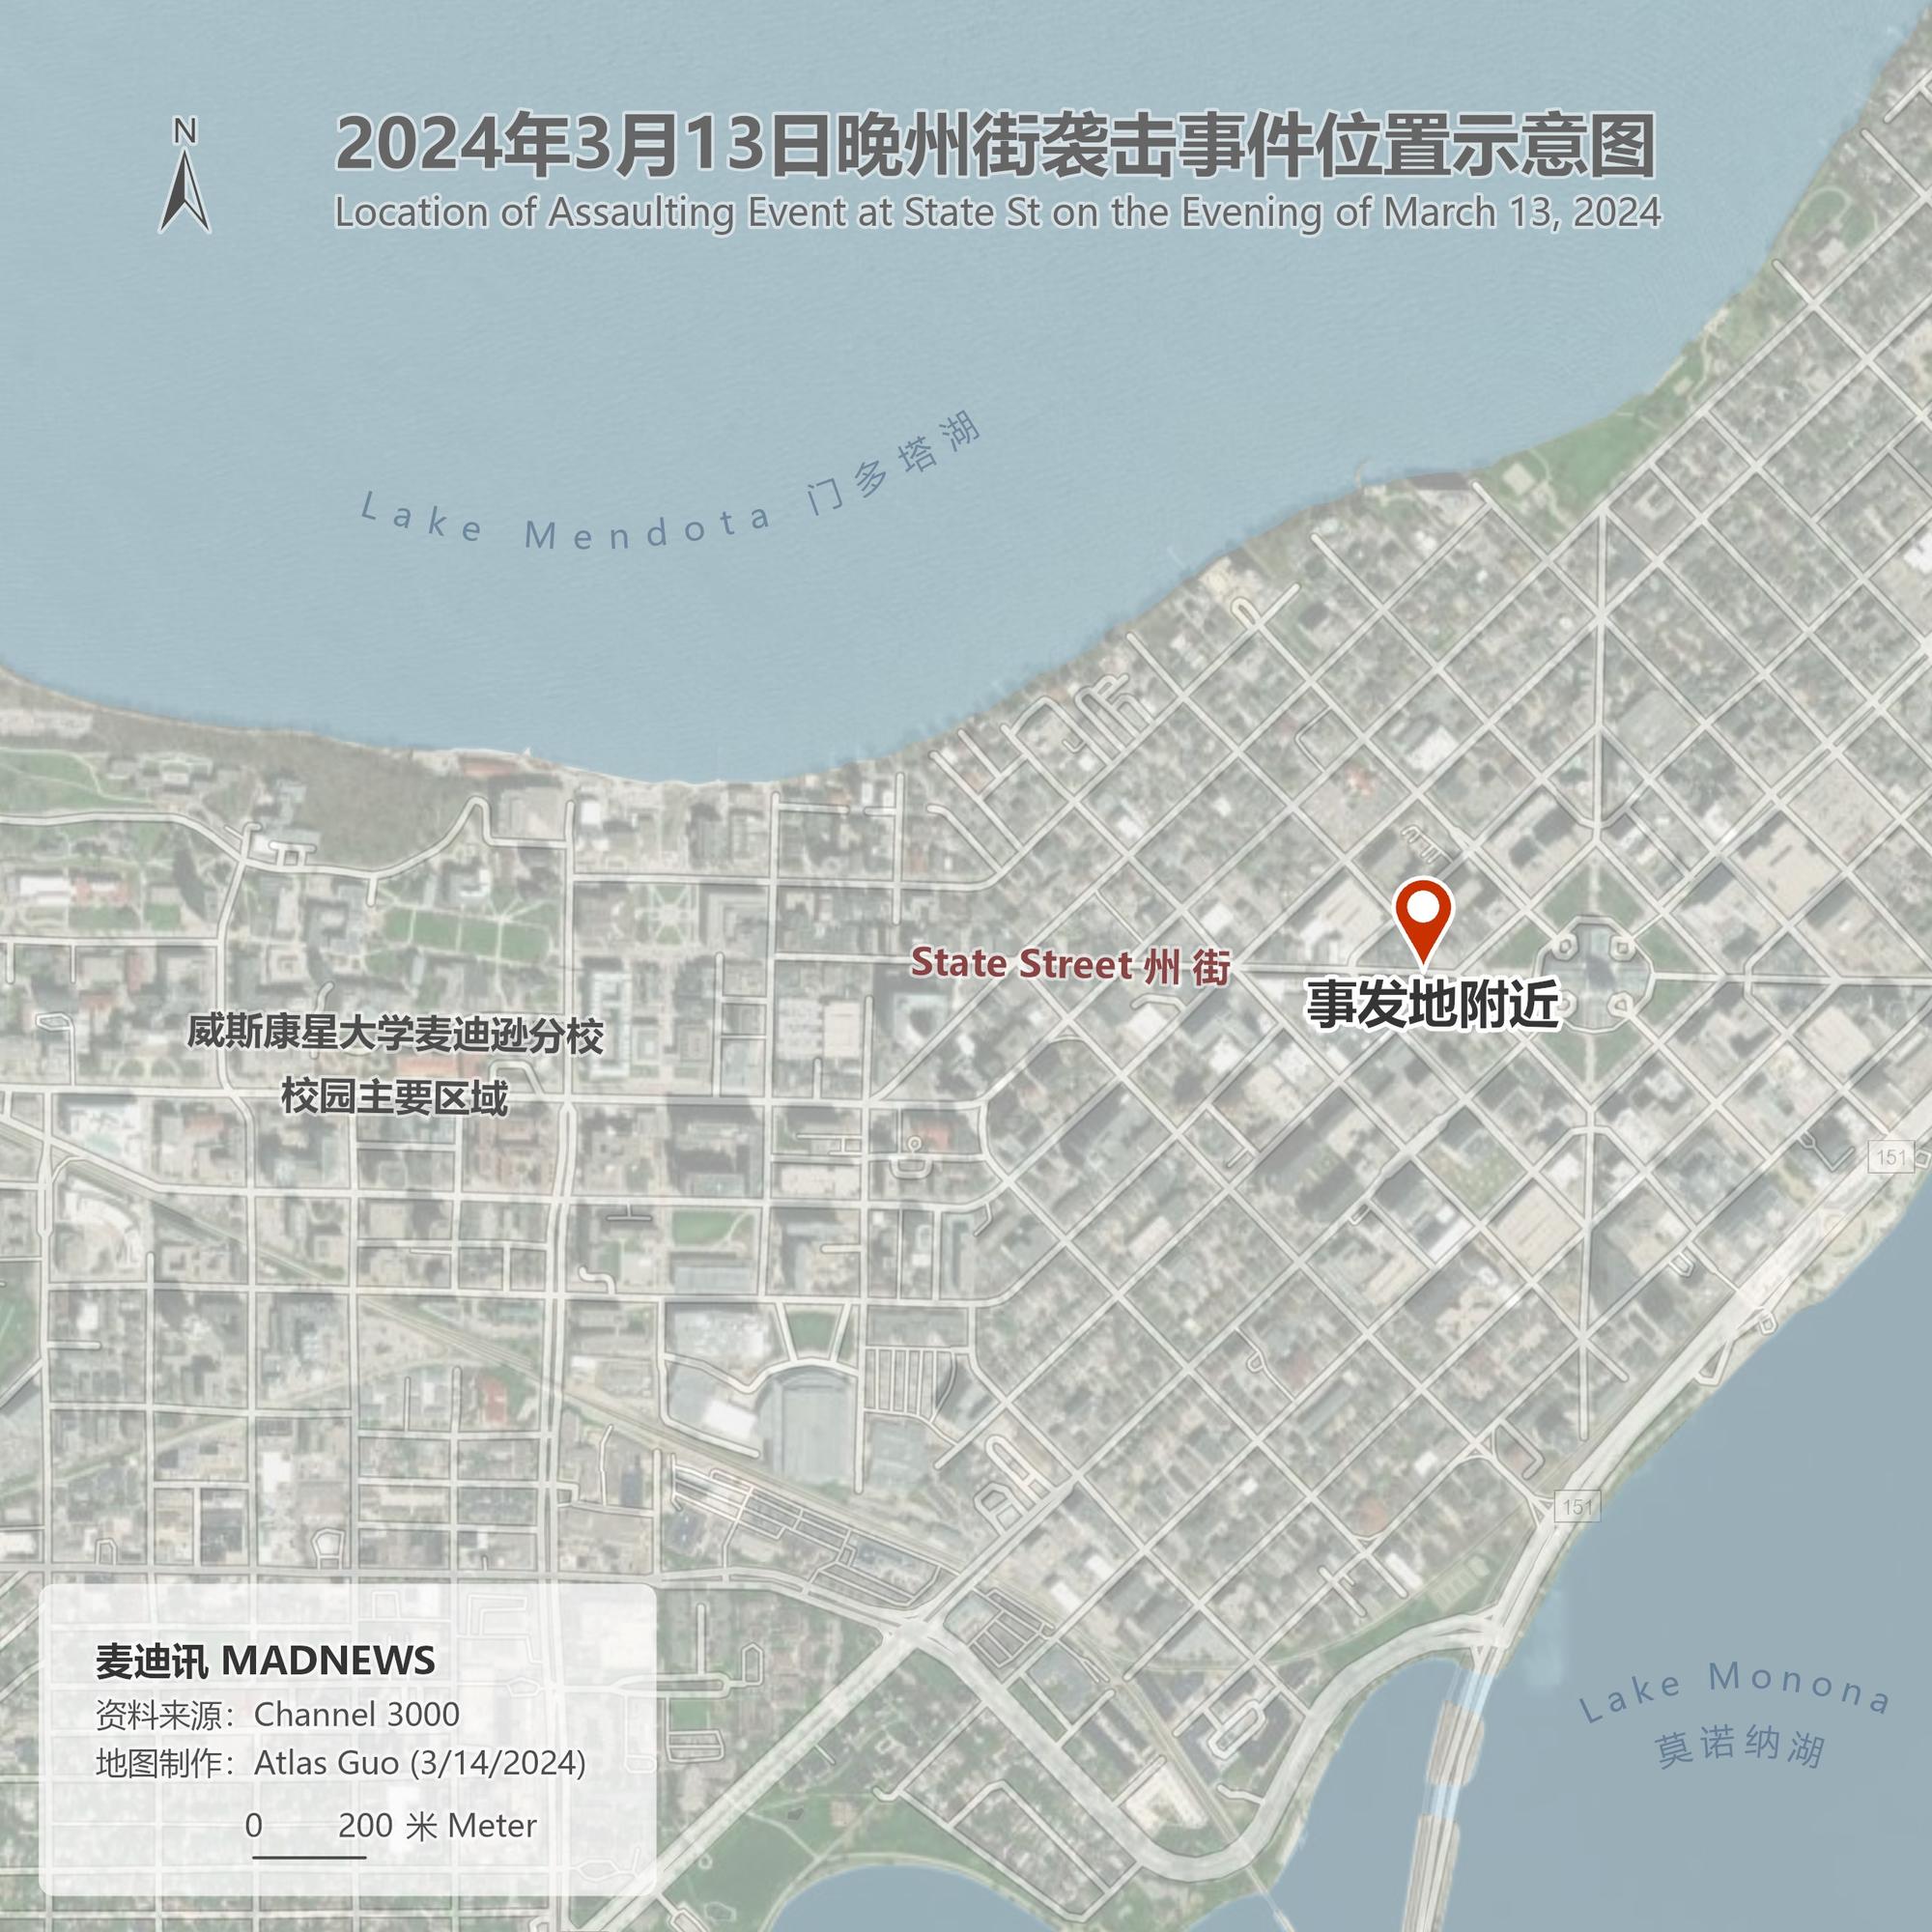 N
2024年3月13日晚州街袭击事件位置示意图
Location of Assaulting Event at State St on the Evening of March 13, 2024
Lake Mendota 门多塔湖
State Street 州街
事发地附近
威斯康星大学麦迪逊分校
校园主要区域
151
151
麦迪讯 MADNEWS
资料来源：Channel 3000
地图制作：Atlas Guo (3/14/2024)
0 200 米 Meter
Lake Monona
莫诺纳湖